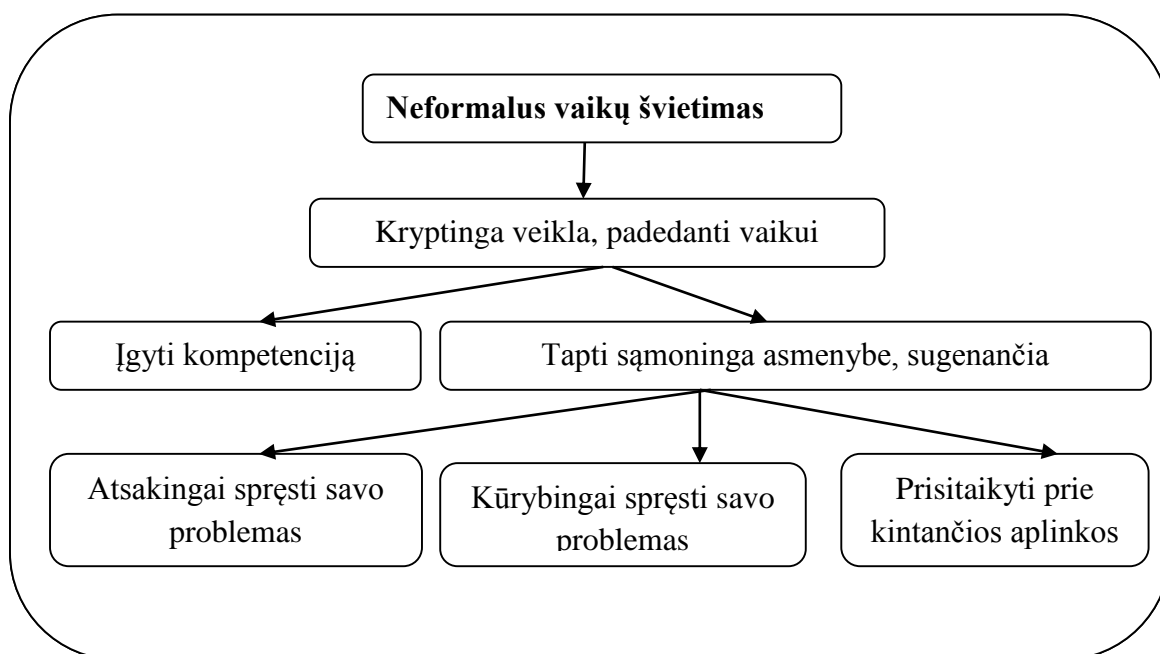 Neformalus vaikų švietimas
Kryptinga veikla, padedanti vaikui
Įgyti kompetenciją
Tapti sąmoninga asmenybe, sugenančia
Atsakingai spręsti savo
problemas
Kūrybingai spręsti savo
problemas
Prisitaikyti prie
kintančios aplinkos